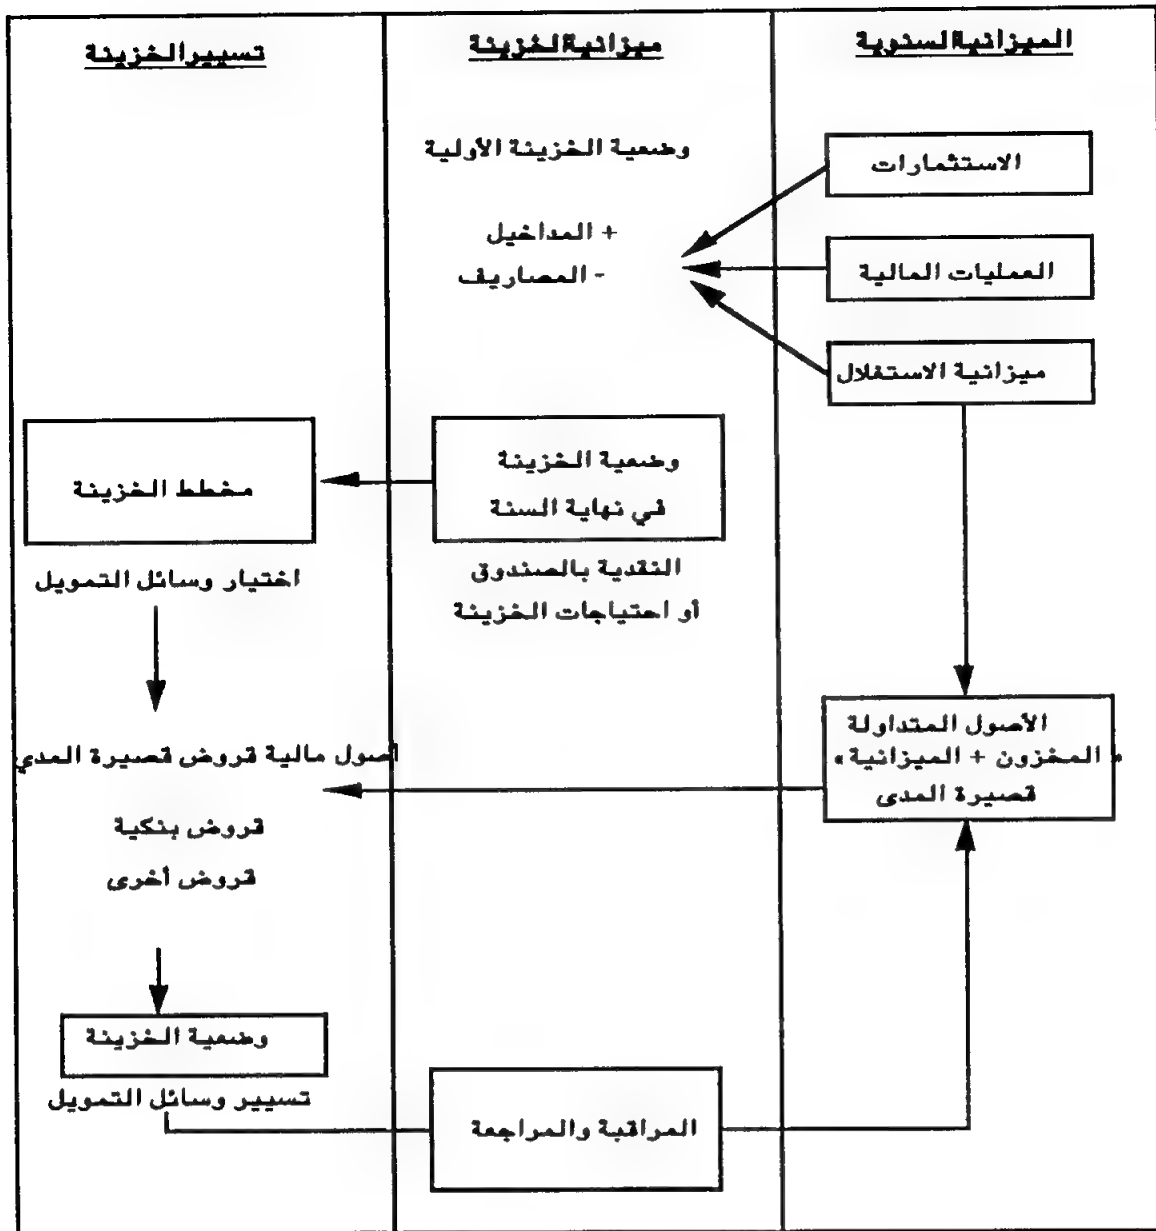 الميزانية السنوية
الاستثمارات
العمليات المالية
ميزانية الاستغلال
الأصول المتداولة
« المخزون + الميزانية »
قصيرة المدى
ميزانية الخزينة
وضعية الخزينة الأولية
+ المداخيل
- المصاريف
وضعية الخزينة
في نهاية السنة
النقدية بالصندوق
أو احتياجات الخزينة
المراقبة والمراجعة
تسيير الخزينة
مخطط الخزينة
اختيار وسائل التمويل
أصول مالية قروض قصيرة المدي
قروض بنكية
قروض أخرى
وضعية الخزينة
تسيير وسائل التمويل